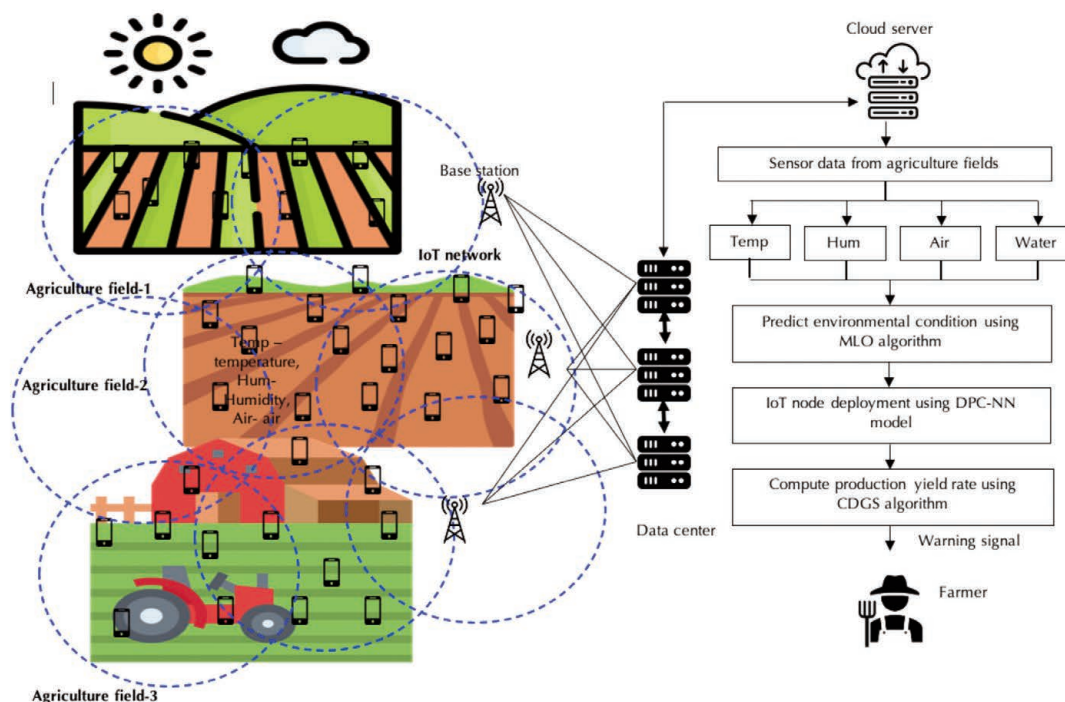 Cloud server
Sensor data from agriculture fields
Base station
Temp
Hum
Air
Water
IoT network
Agriculture field-1
Predict environmental condition using
MLO algorithm
Temp –
temperature,
Hum-
Humidity,
Air- air
Agriculture field-2
IoT node deployment using DPC-NN
model
Compute production yield rate using
CDGS algorithm
Data center
Warning signal
Farmer
Agriculture field-3